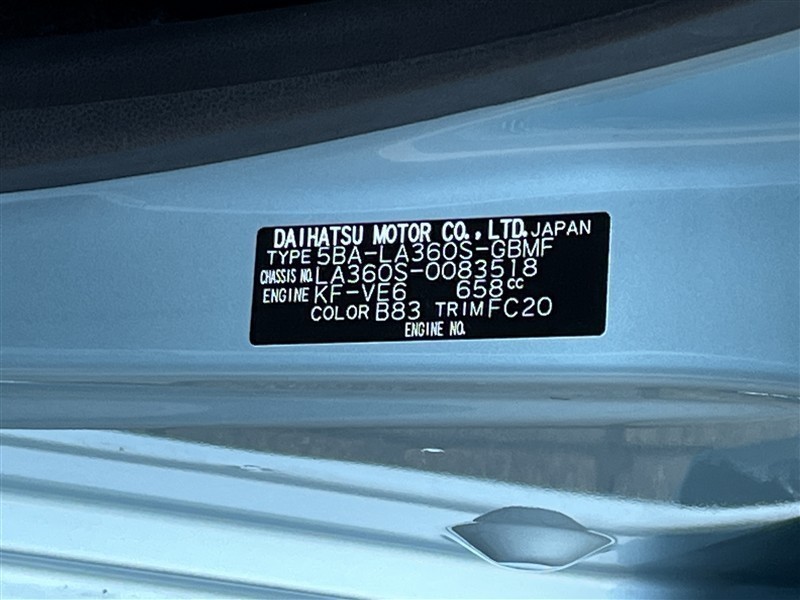 DAIHATSU MOTOR CO., LTD. JAPAN
TYPE 5BA-LA360S-GBMF
CHASSIS NO. LA360S-0083518
ENGINE KF-VE6 658cc
COLOR B83 TRIM FC20
ENGINE NO.